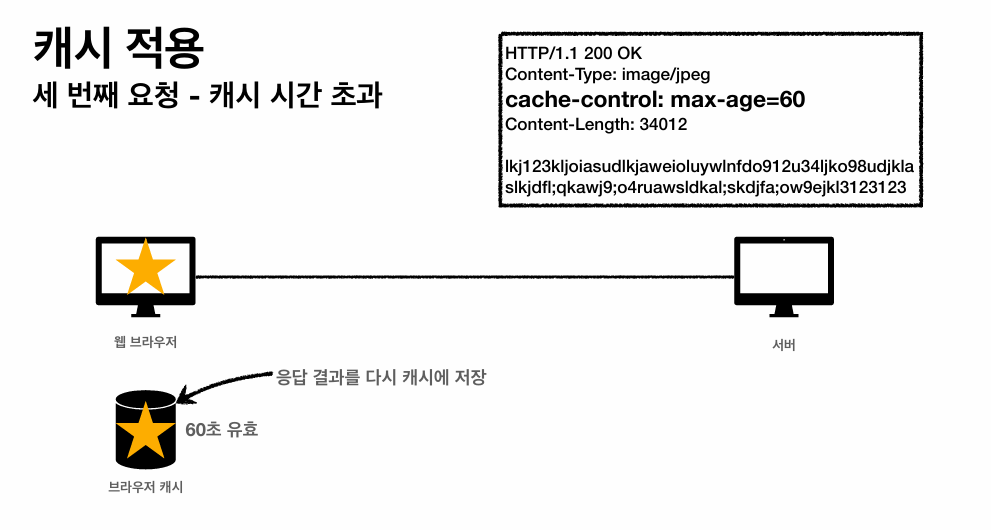 캐시 적용
세 번째 요청 - 캐시 시간 초과
HTTP/1.1 200 OK
Content-Type: image/jpeg
cache-control: max-age=60
Content-Length: 34012
lkj123kljoiasudlkjaweioluywlnfdo912u34ljko98udjkla
slkjdfl;qkawj9;o4ruawsldkal;skdjfa;ow9ejkl3123123
웹 브라우저
서버
응답 결과를 다시 캐시에 저장
60초 유효
브라우저 캐시